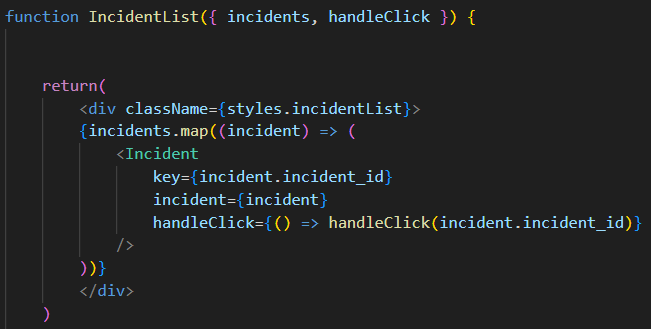 function IncidentList({ incidents, handleClick }) {
return(
<div className={styles.incidentList}>
{incidents.map((incident) => (
<Incident
key={incident.incident_id}
incident={incident}
handleClick={() => handleClick(incident.incident_id)}
/>
))}
</div>
)